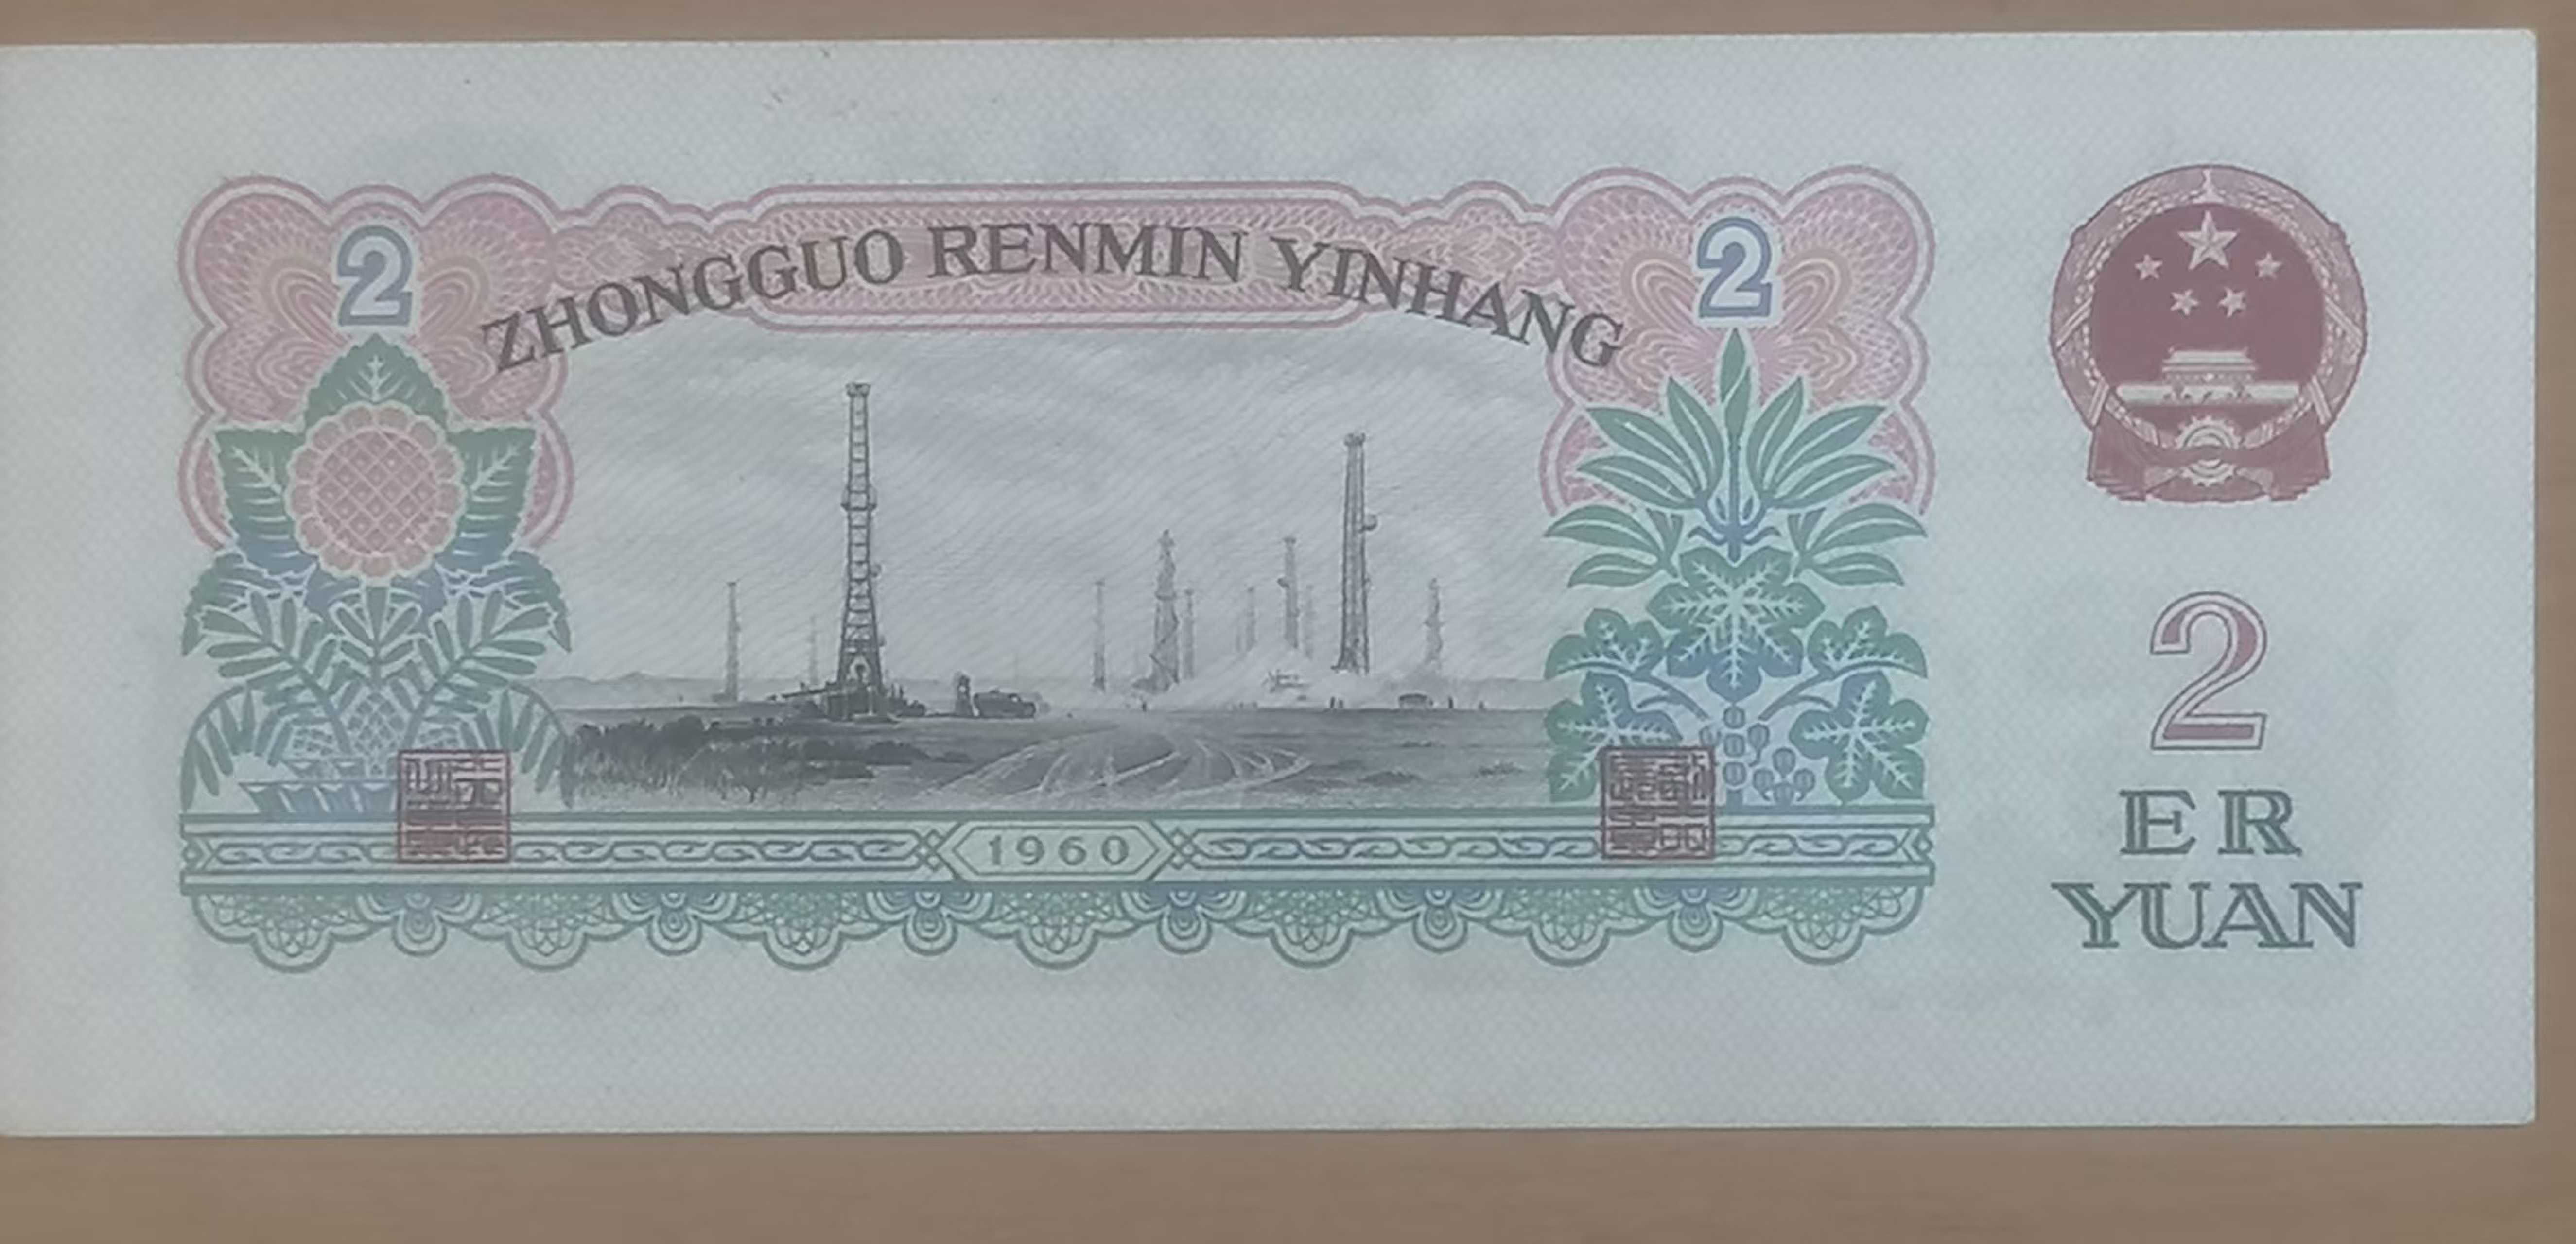 ZHONGGUO RENMIN YINHANG
2
2
2
ER
YUAN
1960